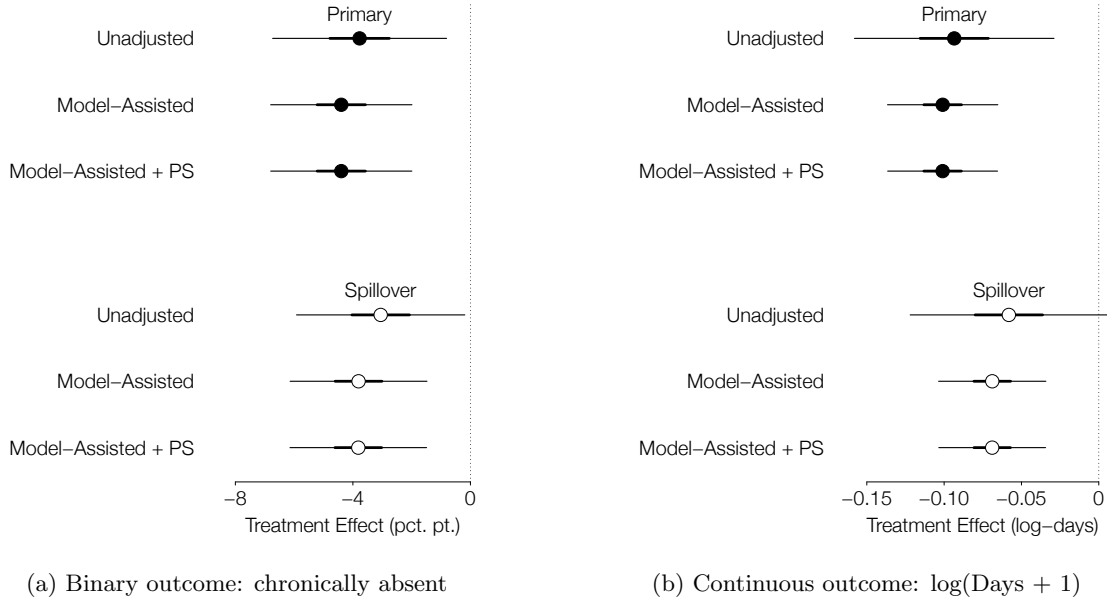 Primary
Unadjusted
Model-Assisted
Model-Assisted + PS
Spillover
Unadjusted
Model-Assisted
Model-Assisted + PS
-8 -4 0
Treatment Effect (pct. pt.)
(a) Binary outcome: chronically absent
Primary
Unadjusted
Model-Assisted
Model-Assisted + PS
Spillover
Unadjusted
Model-Assisted
Model-Assisted + PS
-0.15 -0.10 -0.05 0
Treatment Effect (log-days)
(b) Continuous outcome: log(Days + 1)